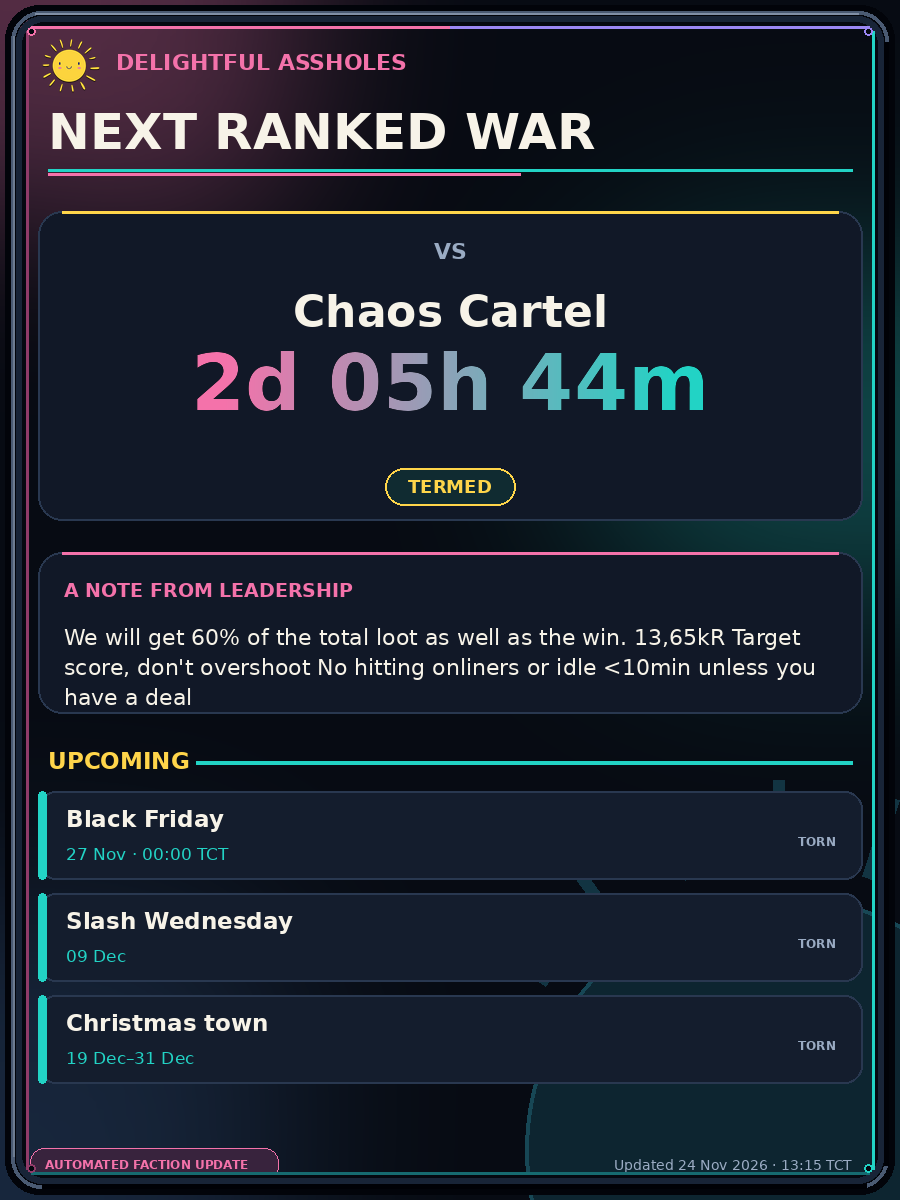 DELIGHTFUL ASSHOLES
NEXT RANKED WAR
VS
Chaos Cartel
2d 05h 44m
TERMED
A NOTE FROM LEADERSHIP
We will get 60% of the total loot as well as the win. 13,65kR Target
score, don't overshoot No hitting onliners or idle <10min unless you
have a deal
UPCOMING
Black Friday
27 Nov · 00:00 TCT
TORN
Slash Wednesday
09 Dec
TORN
Christmas town
19 Dec–31 Dec
TORN
AUTOMATED FACTION UPDATE
Updated 24 Nov 2026 · 13:15 TCT